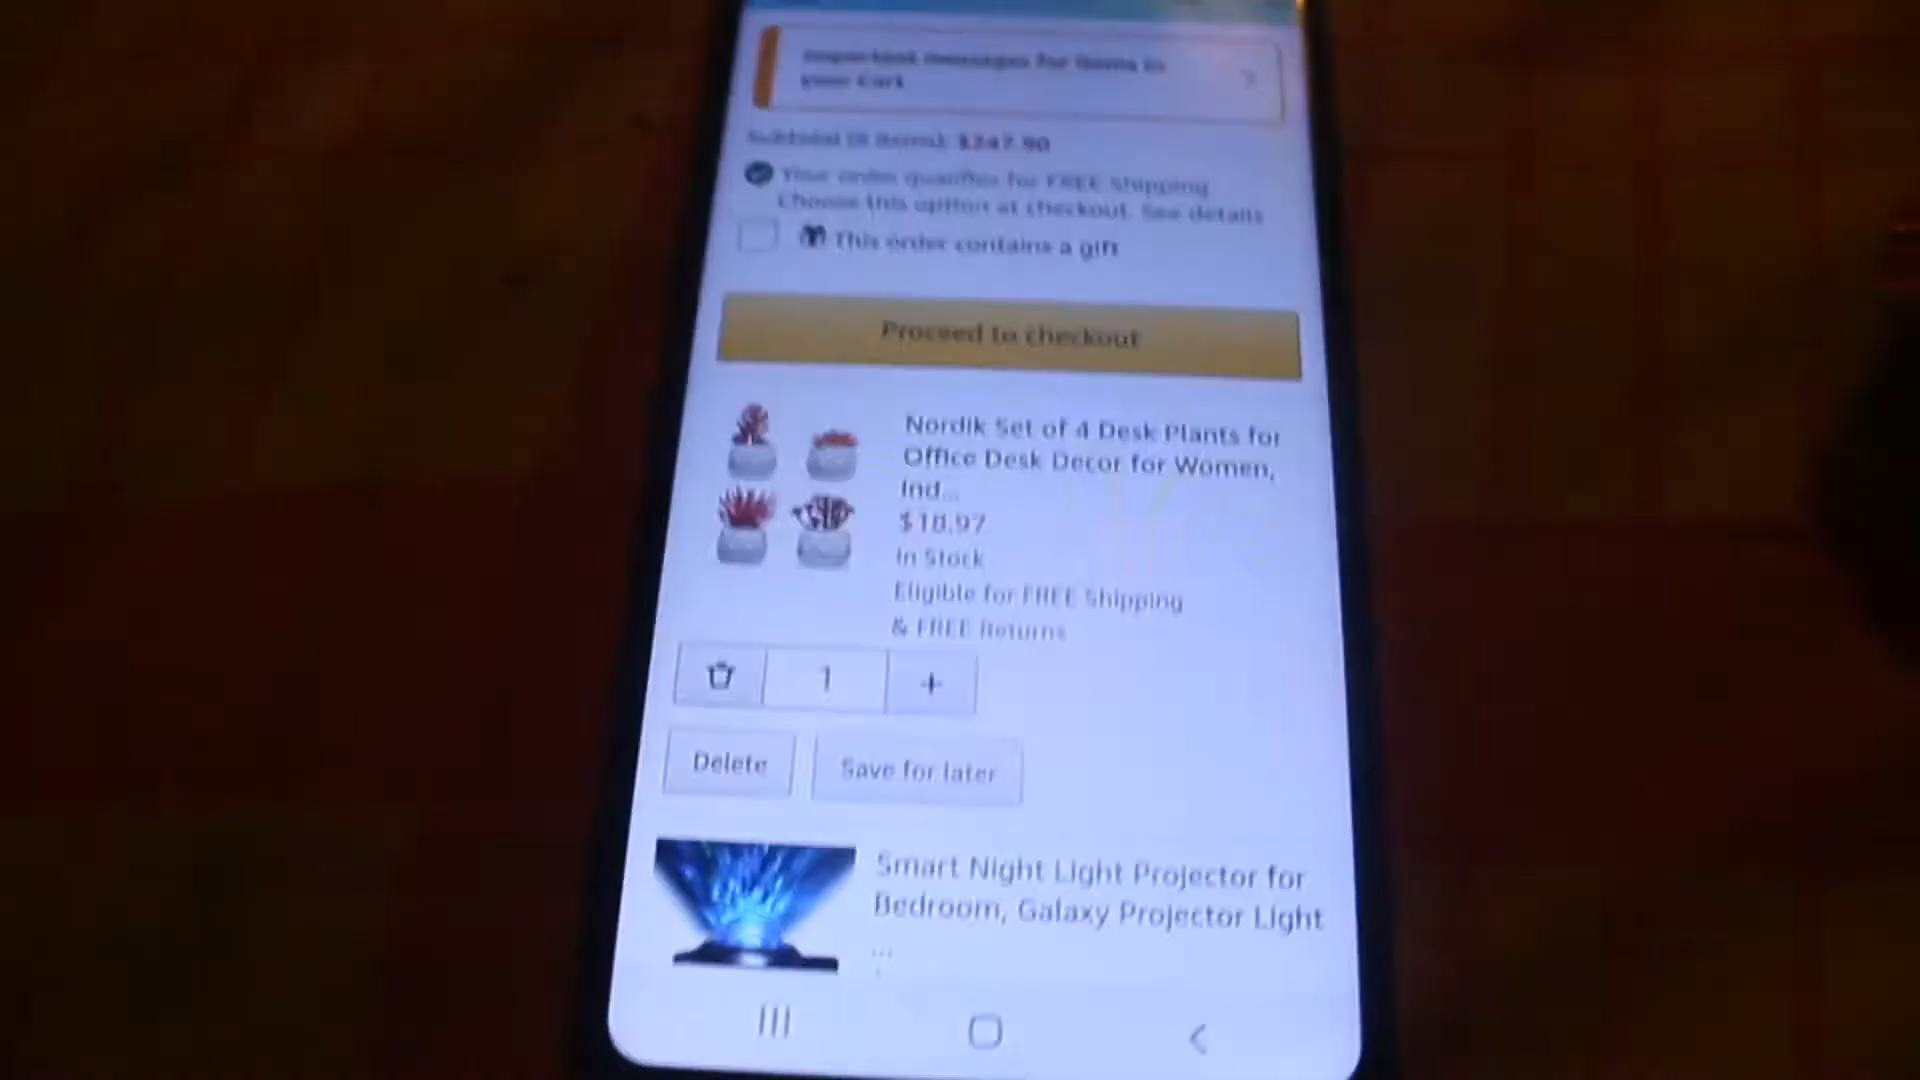 Important messages for items in
your Cart
Subtotal items): $247.90
Your order qualifies for FREE Shipping
Choose this option at checkout. See details
This order contains a gift
Proceed to checkout
Nordik Set of 4 Desk Plants for
Office Desk Decor for Women,
Ind...
$18.97
In Stock
Eligible for FREE Shipping
& FREE Returns
1
Delete
Save for later
Smart Night Light Projector for
Bedroom, Galaxy Projector Light
...